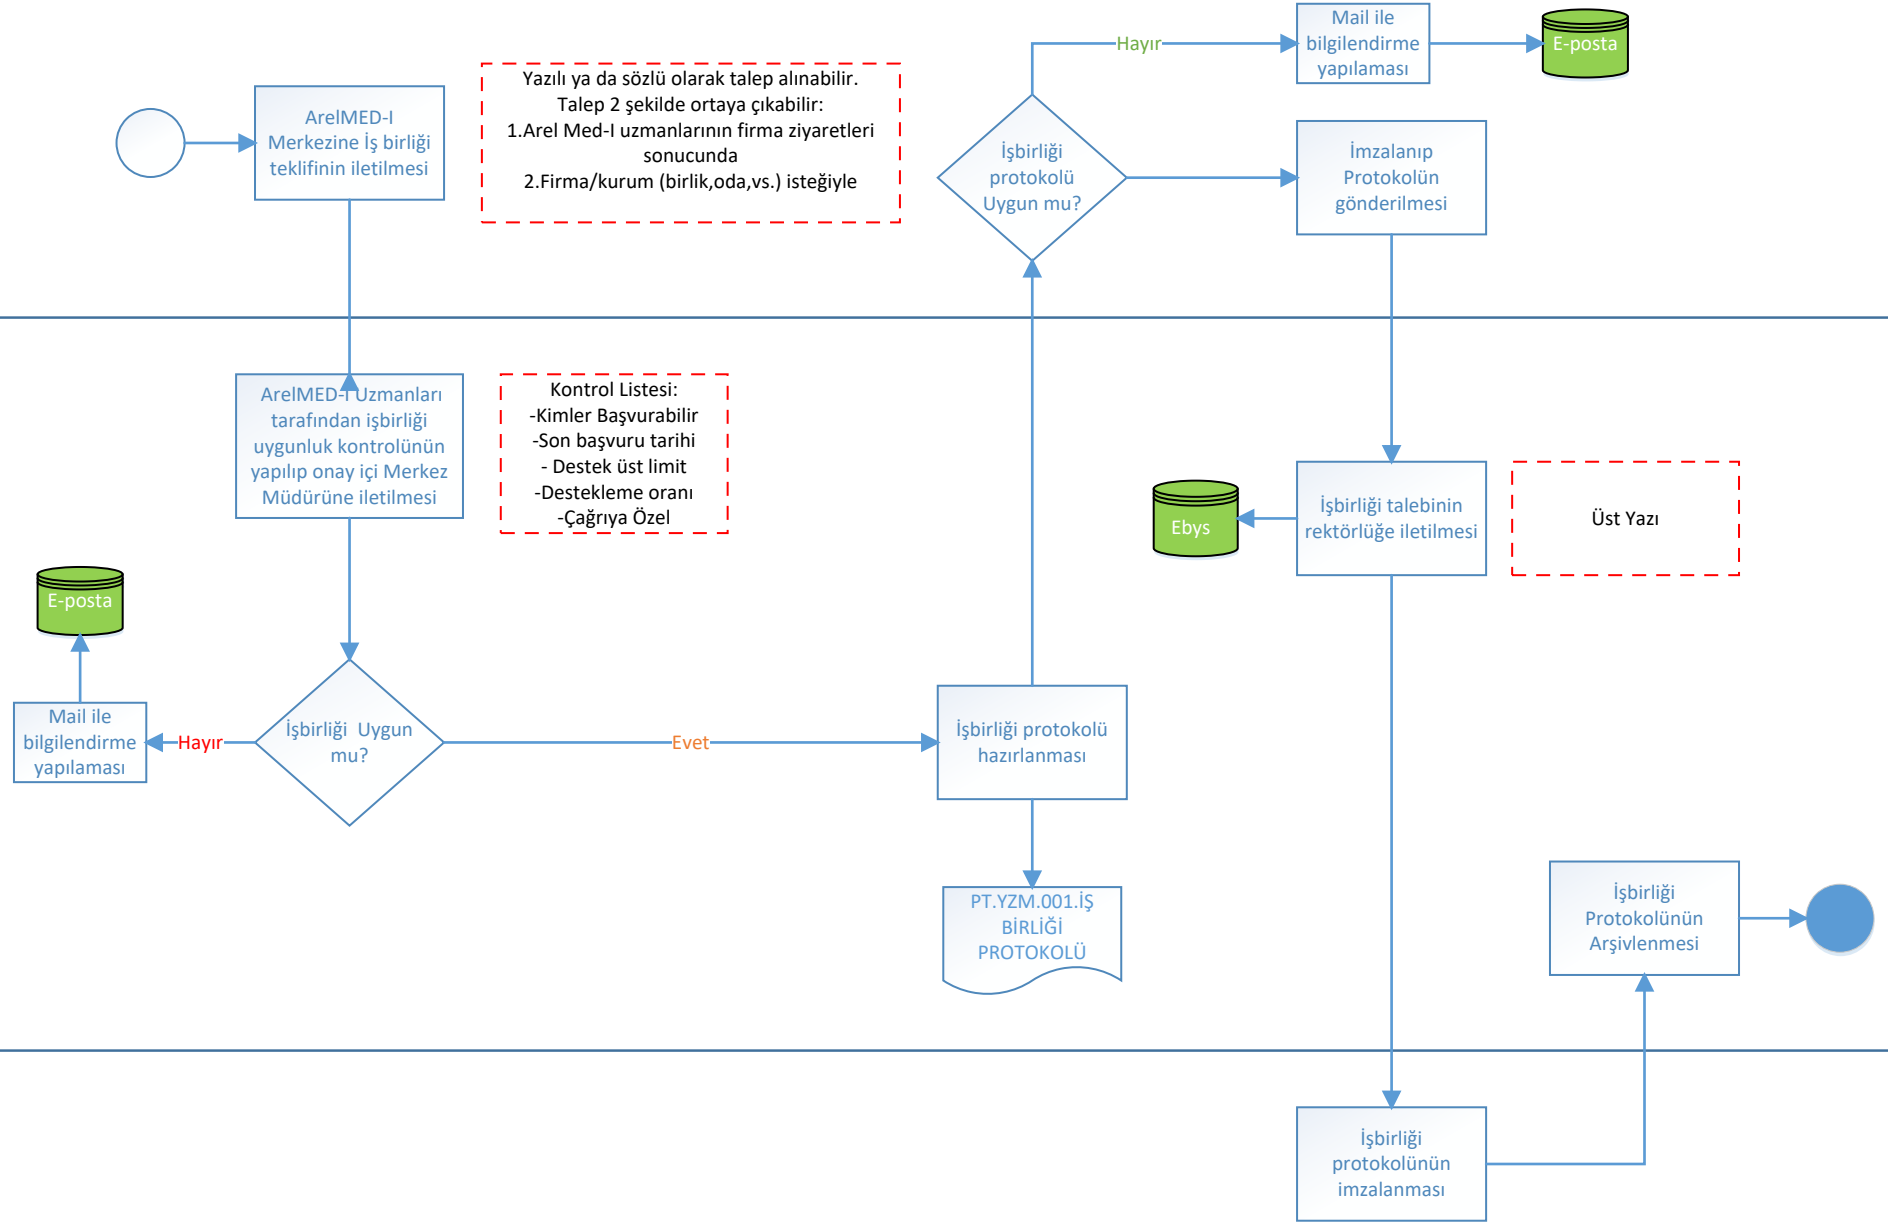 ArelMED-I
Merkezine İş birliği
teklifinin iletilmesi
Yazılı ya da sözlü olarak talep alınabilir.
Talep 2 şekilde ortaya çıkabilir:
1.Arel Med-I uzmanlarının firma ziyaretleri
sonucunda
2.Firma/kurum (birlik,oda,vs.) isteğiyle
Hayır
Mail ile
bilgilendirme
yapılaması
E-posta
İşbirliği
protokolü
Uygun mu?
İmzalanıp
Protokolün
gönderilmesi
ArelMED-I Uzmanları
tarafından işbirliği
uygunluk kontrolünün
yapılıp onay içi Merkez
Müdürüne iletilmesi
Kontrol Listesi:
-Kimler Başvurabilir
-Son başvuru tarihi
- Destek üst limit
-Destekleme oranı
-Çağrıya Özel
Ebys
İşbirliği talebinin
rektörlüğe iletilmesi
Üst Yazı
E-posta
Mail ile
bilgilendirme
yapılaması
Hayır
İşbirliği  Uygun
mu?
Evet
İşbirliği protokolü
hazırlanması
PT.YZM.001.İŞ
BİRLİĞİ
PROTOKOLÜ
İşbirliği
Protokolünün
Arşivlenmesi
İşbirliği
protokolünün
imzalanması